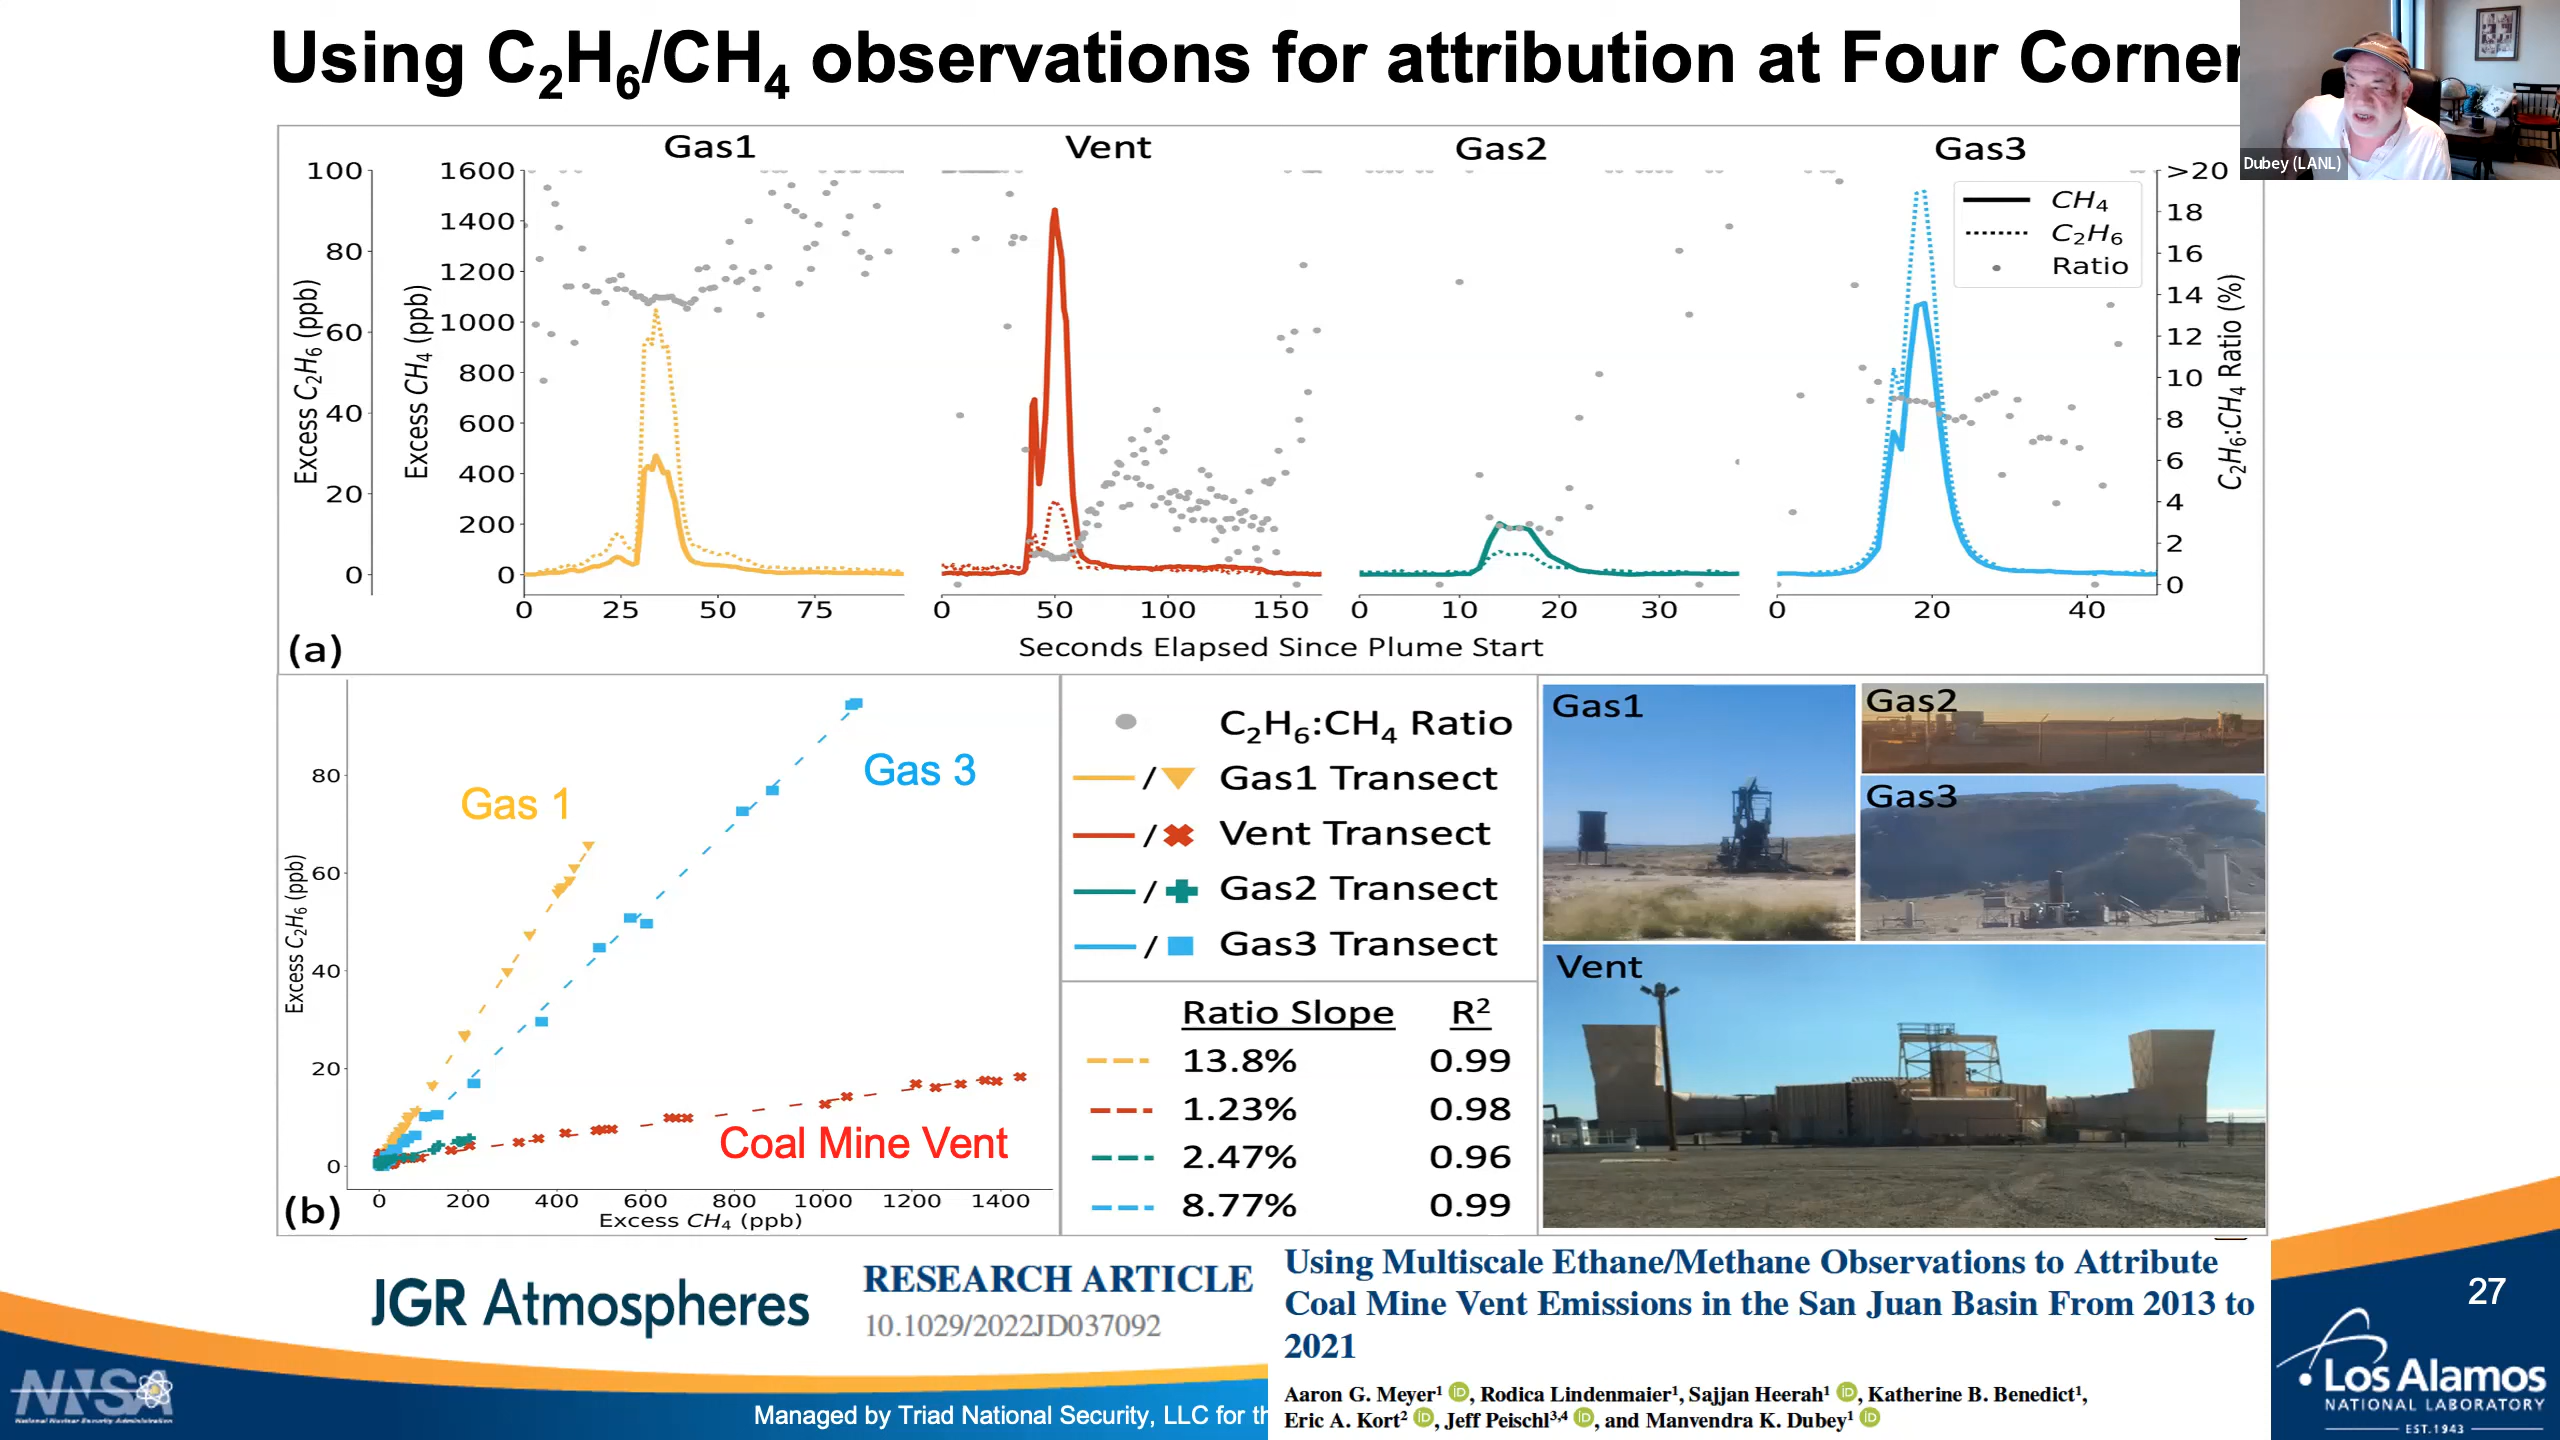 Using C2H6/CH4 observations for attribution at Four Corner
Dubey (LANL)
Gas1
Vent
Gas2
Gas3
100
80
60
40
20
0
Excess C2H6 (ppb)
1600
1400
1200
1000
800
600
400
200
0
Excess CH4 (ppb)
CH4
C2H6
Ratio
>20
18
16
14
12
10
8
6
4
2
0
C2H6:CH4 Ratio (%)
0 25 50 75
0 50 100 150
0 10 20 30
0 20 40
Seconds Elapsed Since Plume Start
(a)
Gas 1
Gas 3
Coal Mine Vent
80
60
40
20
0
Excess C2H6 (ppb)
0 200 400 600 800 1000 1200 1400
Excess CH4 (ppb)
(b)
C2H6:CH4 Ratio
/ Gas1 Transect
/ Vent Transect
/ Gas2 Transect
/ Gas3 Transect
Ratio Slope R2
13.8% 0.99
1.23% 0.98
2.47% 0.96
8.77% 0.99
Gas1
Gas2
Gas3
Vent
JGR Atmospheres
RESEARCH ARTICLE
10.1029/2022JD037092
Using Multiscale Ethane/Methane Observations to Attribute
Coal Mine Vent Emissions in the San Juan Basin From 2013 to
2021
Aaron G. Meyer1 iD, Rodica Lindenmaier1, Sajjan Heerah1 iD, Katherine B. Benedict1,
Eric A. Kort2 iD, Jeff Peischl3,4 iD, and Manvendra K. Dubey1 iD
NNSA
National Nuclear Security Administration
Managed by Triad National Security, LLC for th
27
Los Alamos
NATIONAL LABORATORY
EST.1943